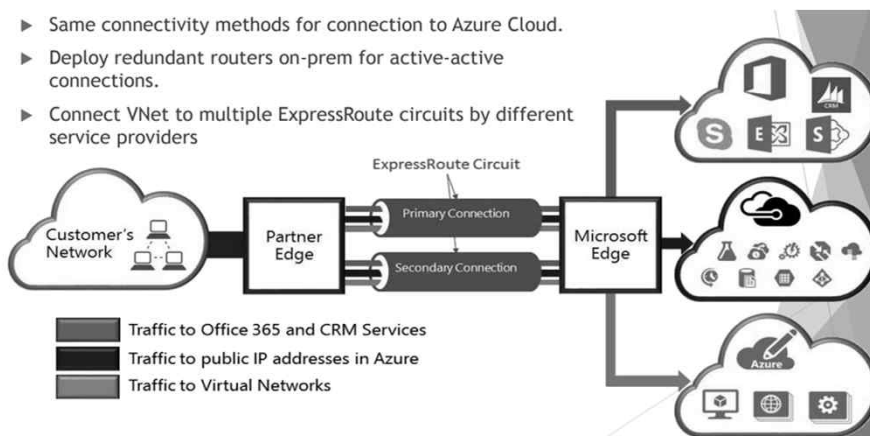 Same connectivity methods for connection to Azure Cloud.
Deploy redundant routers on-prem for active-active
connections.
Connect VNet to multiple ExpressRoute circuits by different
service providers
ExpressRoute Circuit
CRM
S
E
S
Customer's
Network
Partner
Edge
Primary Connection
Secondary Connection
Microsoft
Edge
Traffic to Office 365 and CRM Services
Traffic to public IP addresses in Azure
Traffic to Virtual Networks
Azure